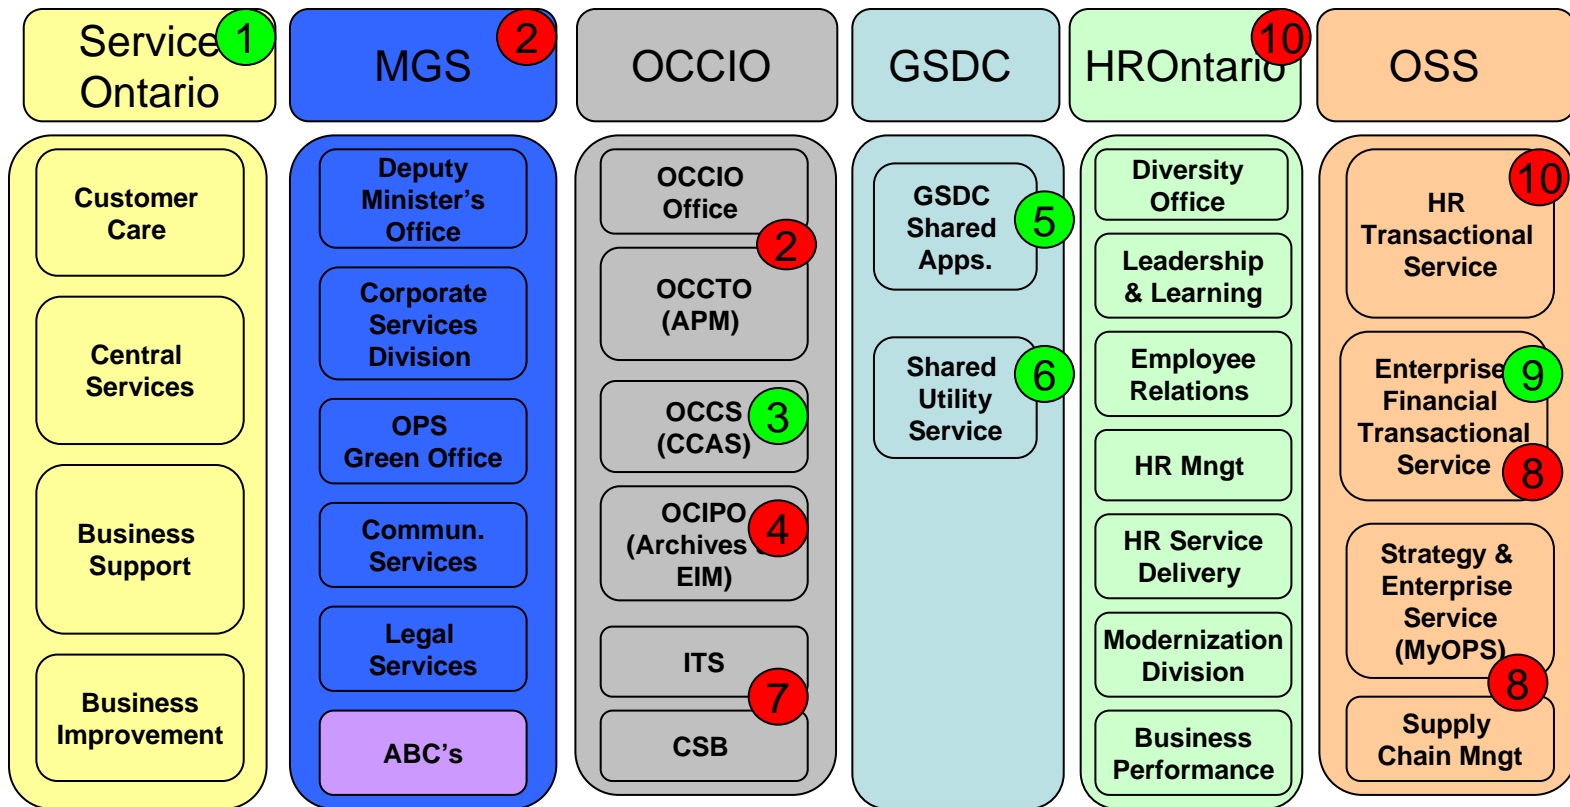 Service
Ontario
1
MGS
2
OCCIO
GSDC
HROntario
10
OSS
Customer
Care
Central
Services
Business
Support
Business
Improvement
Deputy
Minister’s
Office
Corporate
Services
Division
OPS
Green Office
Commun.
Services
Legal
Services
ABC’s
OCCIO
Office
2
OCCTO
(APM)
OCCS
(CCAS)
3
OCIPO
(Archives
EIM)
4
ITS
7
CSB
GSDC
Shared
Apps.
5
Shared
Utility
Service
6
Diversity
Office
Leadership
& Learning
Employee
Relations
HR Mngt
HR Service
Delivery
Modernization
Division
Business
Performance
HR
Transactional
Service
10
Enterprise
Financial
Transactional
Service
9
8
Strategy &
Enterprise
Service
(MyOPS)
8
Supply
Chain Mngt